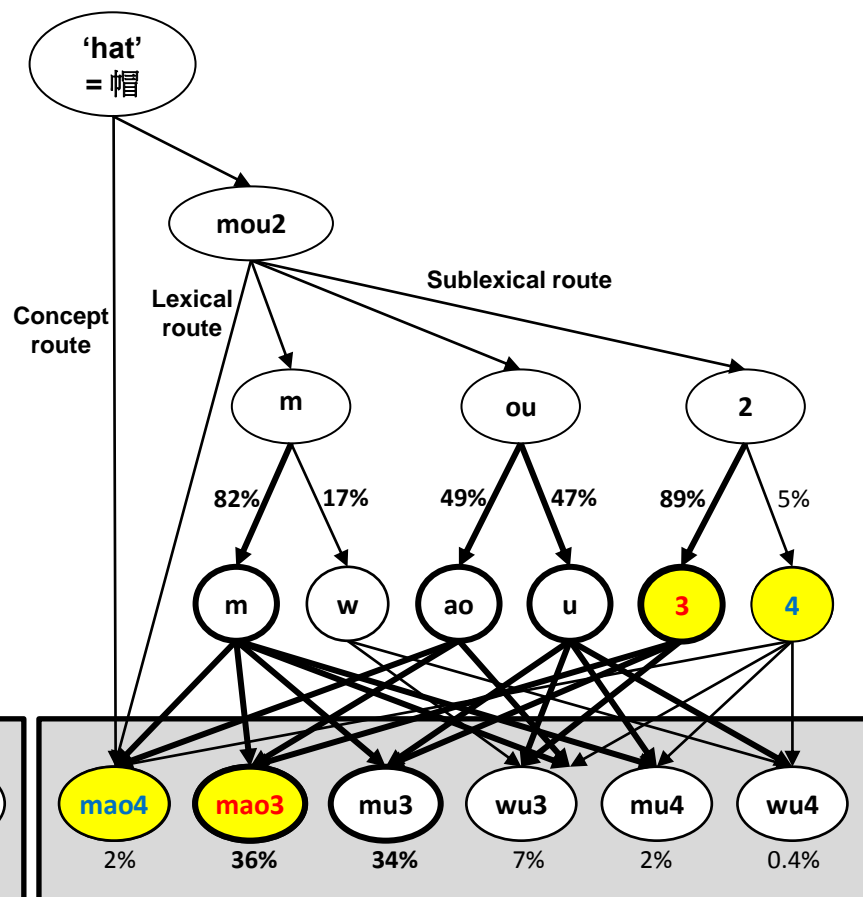 ‘hat’
= 帽
mou2
Concept
route
Lexical
route
Sublexical route
m
ou
2
82%
17%
49%
47%
89%
5%
m
w
ao
u
3
4
mao4
mao3
mu3
wu3
mu4
wu4
2%
36%
34%
7%
2%
0.4%